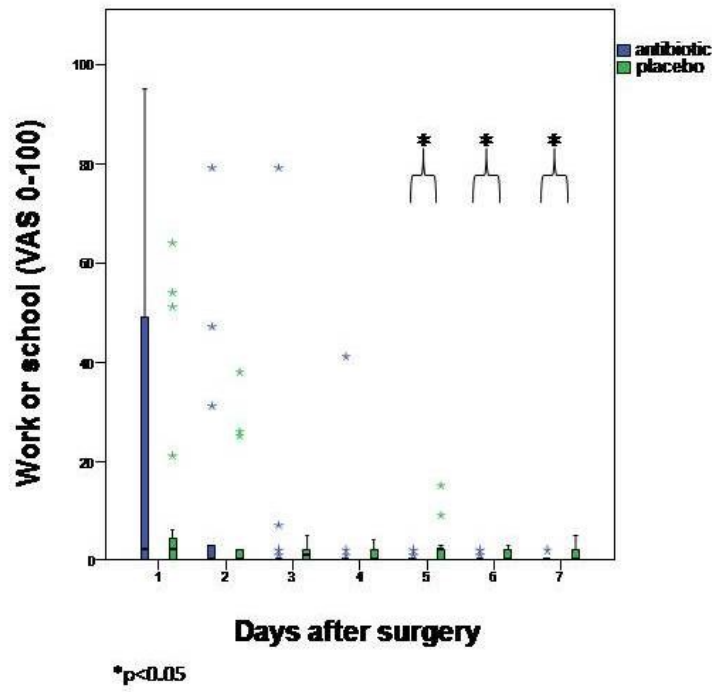 antibiotic
placebo
Work or school (VAS 0-100)
100
80
60
40
20
0
* * *
1 2 3 4 5 6 7
Days after surgery
*p<0.05